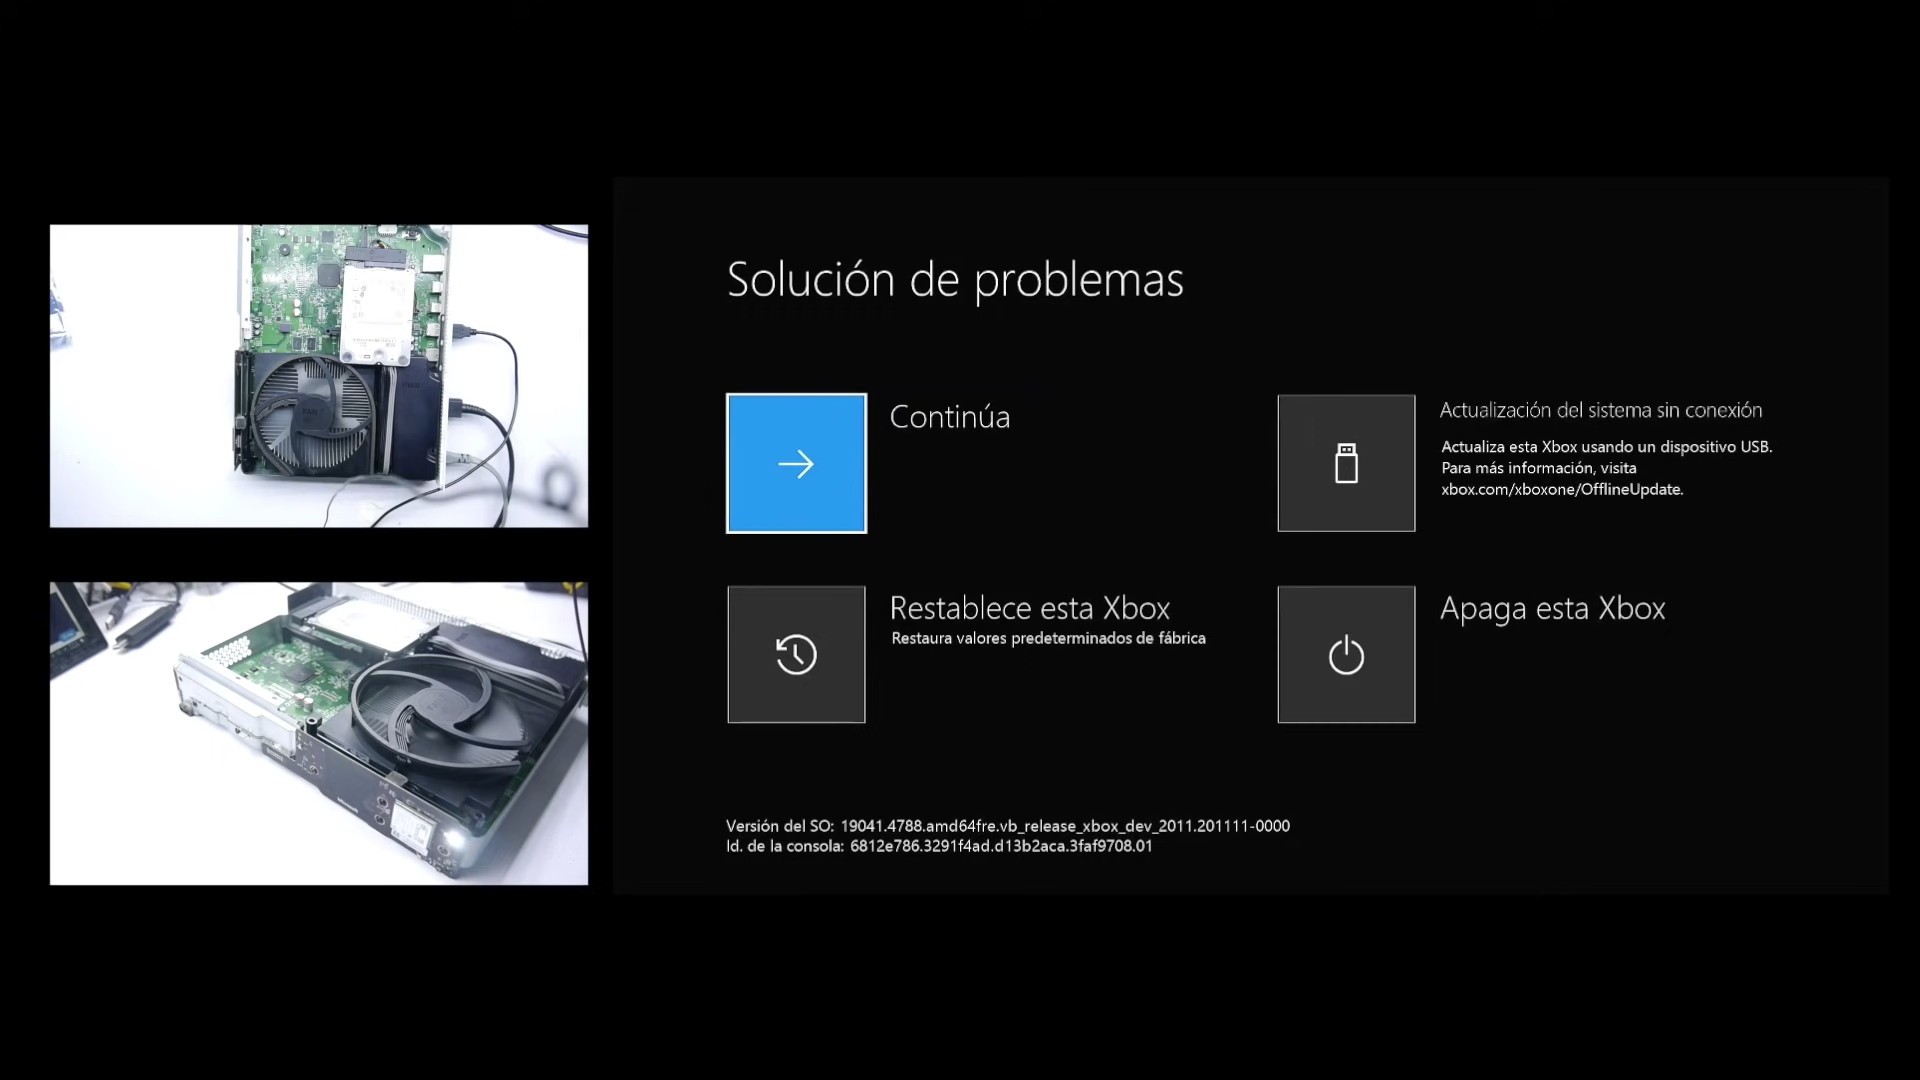 Solución de problemas
Continúa
Actualización del sistema sin conexión
Actualiza esta Xbox usando un dispositivo USB.
Para más información, visita
xbox.com/xboxone/OfflineUpdate.
Restablece esta Xbox
Restaura valores predeterminados de fábrica
Apaga esta Xbox
Versión del SO: 19041.4788.amd64fre.vb_release_xbox_dev_2011.201111-0000
Id. de la consola: 6812e786.3291f4ad.d13b2aca.3faf9708.01